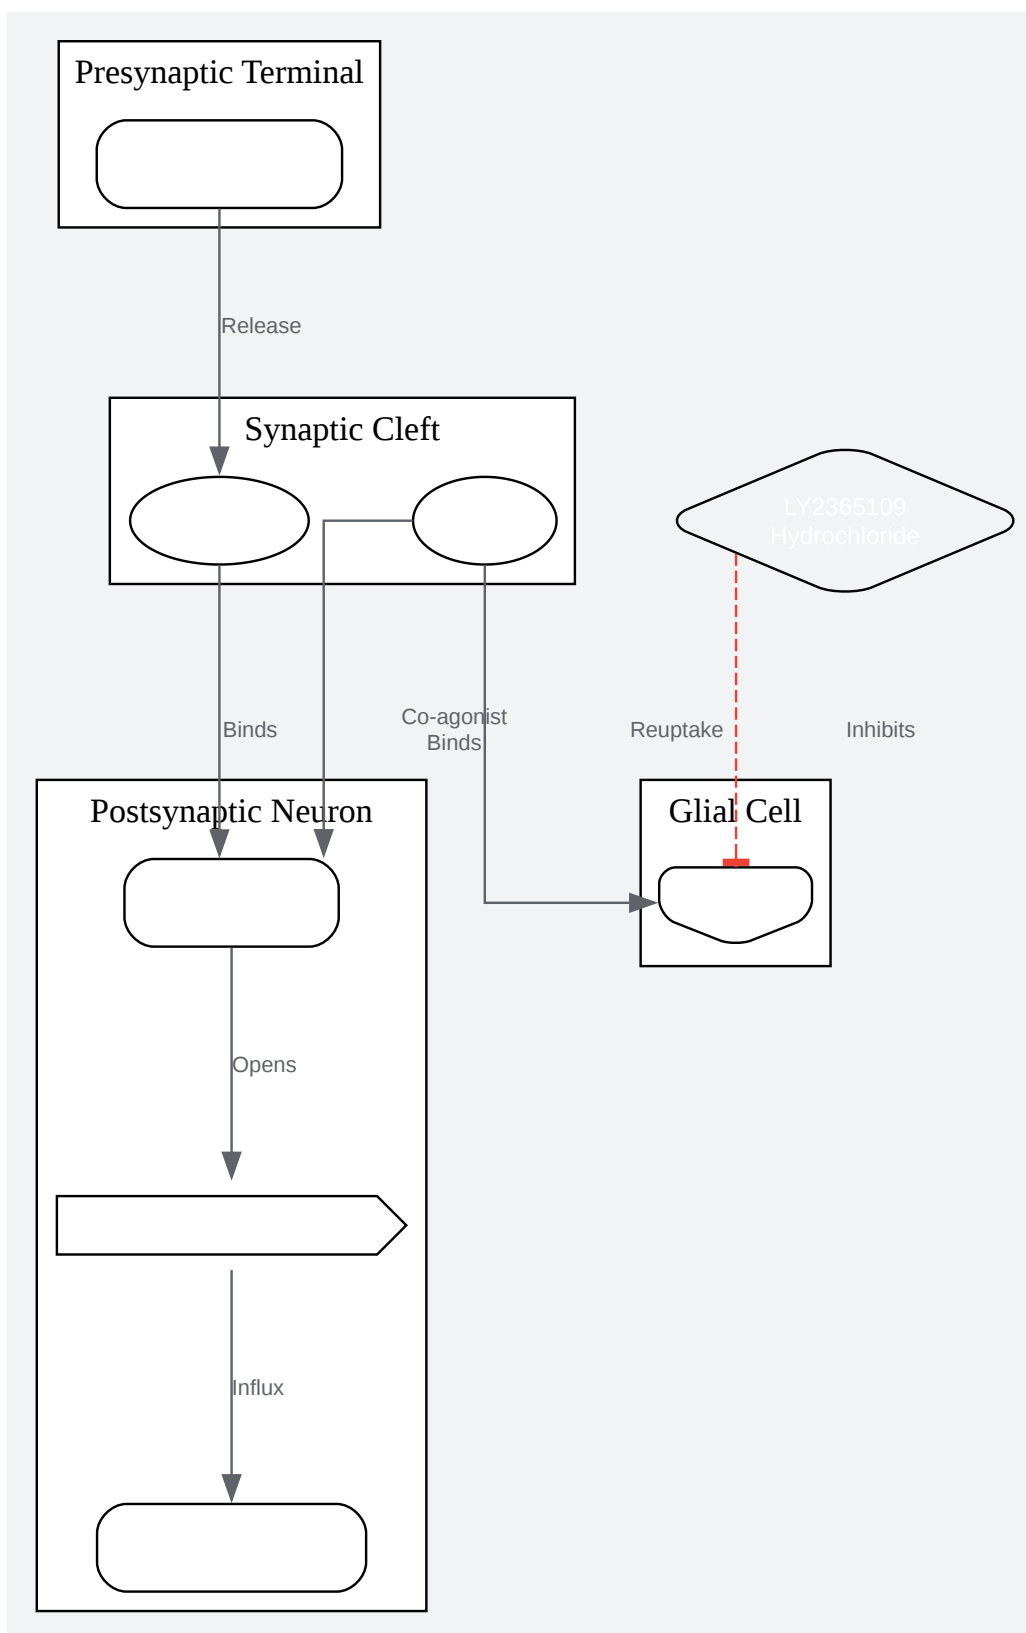 Presynaptic Terminal
Release
Synaptic Cleft
LY2365109
Hydrochloride
Binds
Co-agonist
Binds
Reuptake
Inhibits
Postsynaptic Neuron
Glial Cell
Opens
Influx